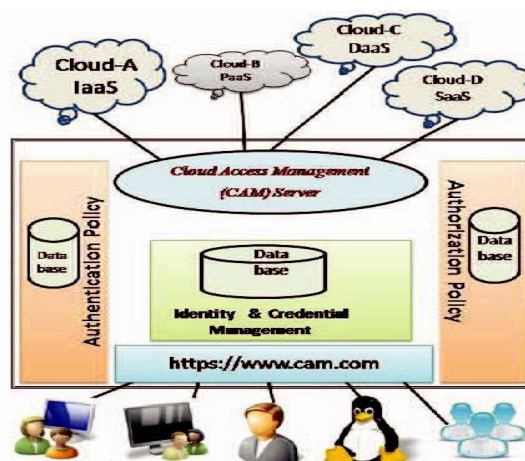 Cloud-A
IaaS
Cloud-B
PaaS
Cloud-C
DaaS
Cloud-D
SaaS
Cloud Access Management
(CAM) Server
Authentication Policy
Data
base
Data
base
Identity & Credential
Management
Authorization Policy
Data
base
https://www.cam.com